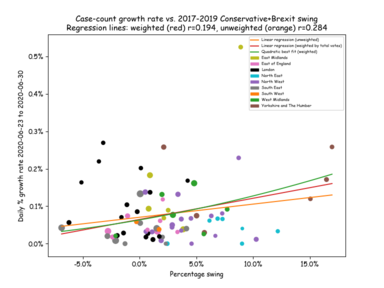 Case-count growth rate vs. 2017-2019 Conservative+Brexit swing
Regression lines: weighted (red) r=0.194, unweighted (orange) r=0.284
Linear regression (unweighted)
Linear regression (weighted by total votes)
Quadratic best fit (weighted)
East Midlands
East of England
London
North East
North West
South East
South West
West Midlands
Yorkshire and The Humber
Daily % growth rate 2020-06-23 to 2020-06-30
0.5%
0.4%
0.3%
0.2%
0.1%
0.0%
-5.0%
0.0%
5.0%
10.0%
15.0%
Percentage swing